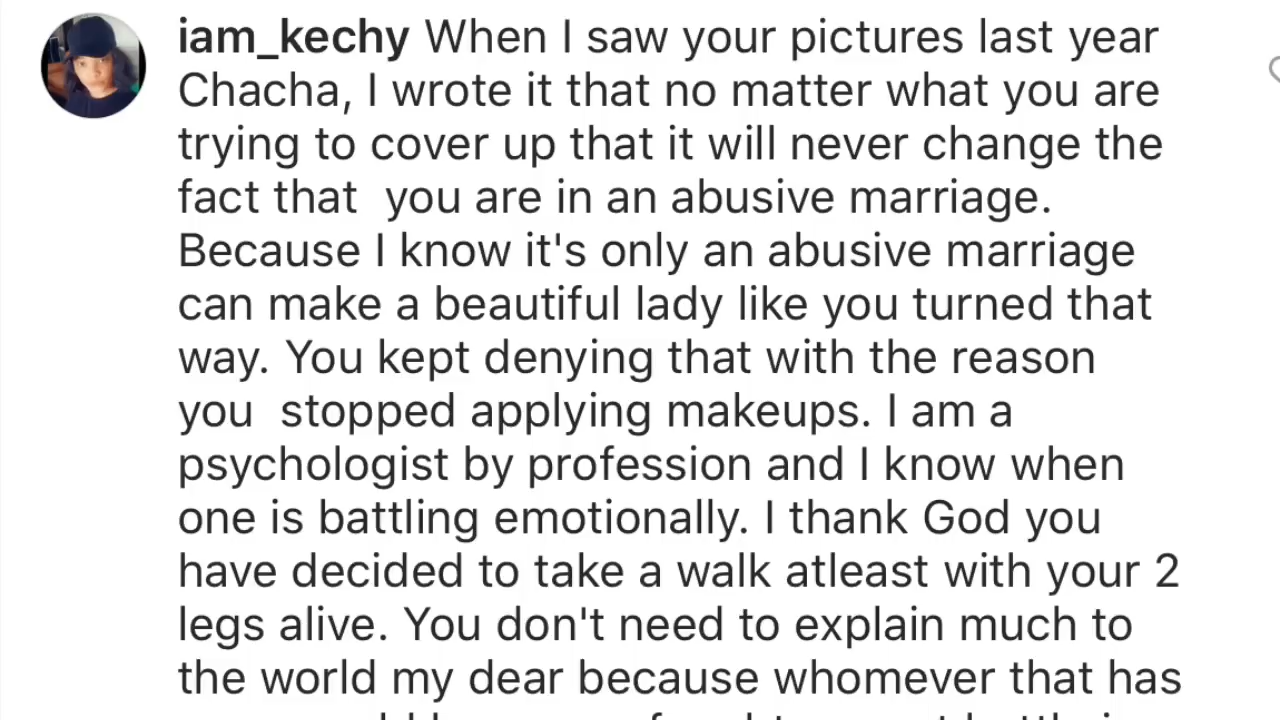 iam_kechy When I saw your pictures last year
Chacha, I wrote it that no matter what you are
trying to cover up that it will never change the
fact that  you are in an abusive marriage.
Because I know it's only an abusive marriage
can make a beautiful lady like you turned that
way. You kept denying that with the reason
you  stopped applying makeups. I am a
psychologist by profession and I know when
one is battling emotionally. I thank God you
have decided to take a walk atleast with your 2
legs alive. You don't need to explain much to
the world my dear because whomever that has